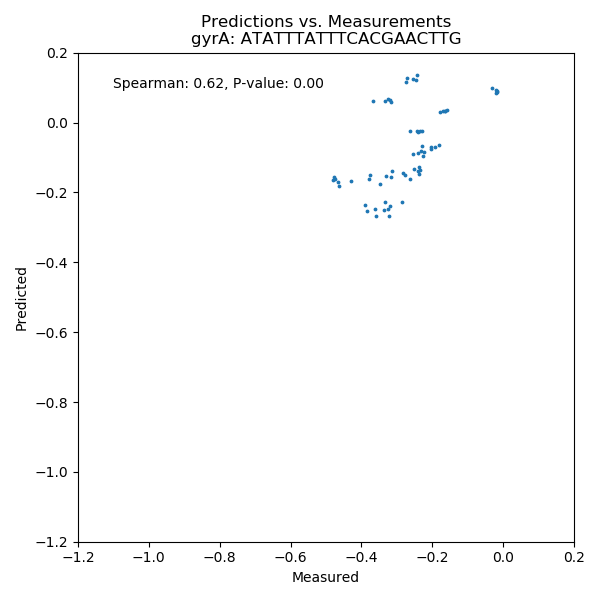 Predictions vs. Measurements
gyrA: ATATTTATTTCACGAACTTG
Spearman: 0.62, P-value: 0.00
0.2
0.0
−0.2
−0.4
−0.6
−0.8
−1.0
−1.2
Predicted
−1.2 −1.0 −0.8 −0.6 −0.4 −0.2 0.0 0.2
Measured